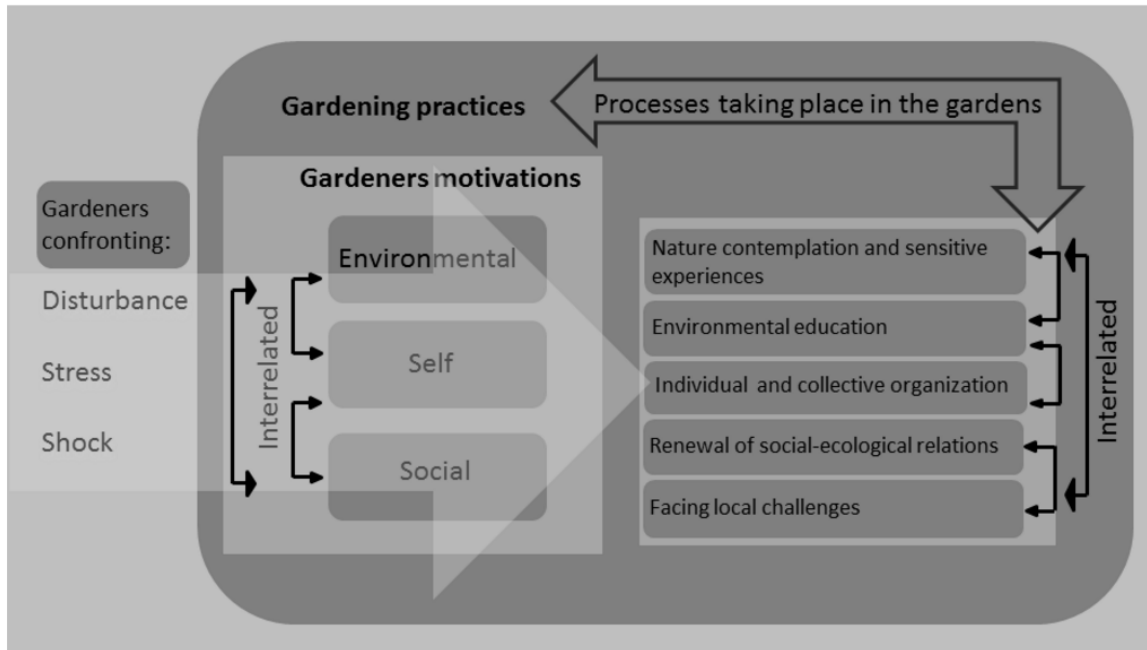 Gardening practices
Processes taking place in the gardens
Gardeners motivations
Gardeners
confronting:
Disturbance
Stress
Shock
Interrelated
Environmental
Self
Social
Nature contemplation and sensitive
experiences
Environmental education
Individual and collective organization
Renewal of social-ecological relations
Facing local challenges
Interrelated